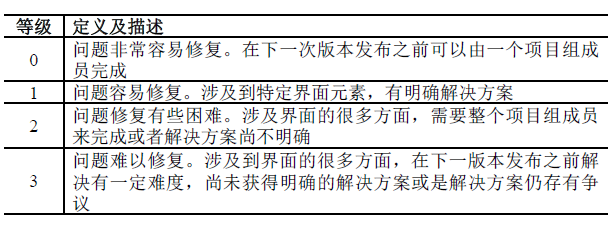 等级 定义及描述
0 问题非常容易修复。在下一次版本发布之前可以由一个项目组成
员完成
1 问题容易修复。涉及到特定界面元素，有明确解决方案
2 问题修复有些困难。涉及界面的很多方面，需要整个项目组成员
来完成或者解决方案尚不明确
3 问题难以修复。涉及到界面的很多方面，在下一版本发布之前解
决有一定难度，尚未获得明确的解决方案或是解决方案仍存有争
议